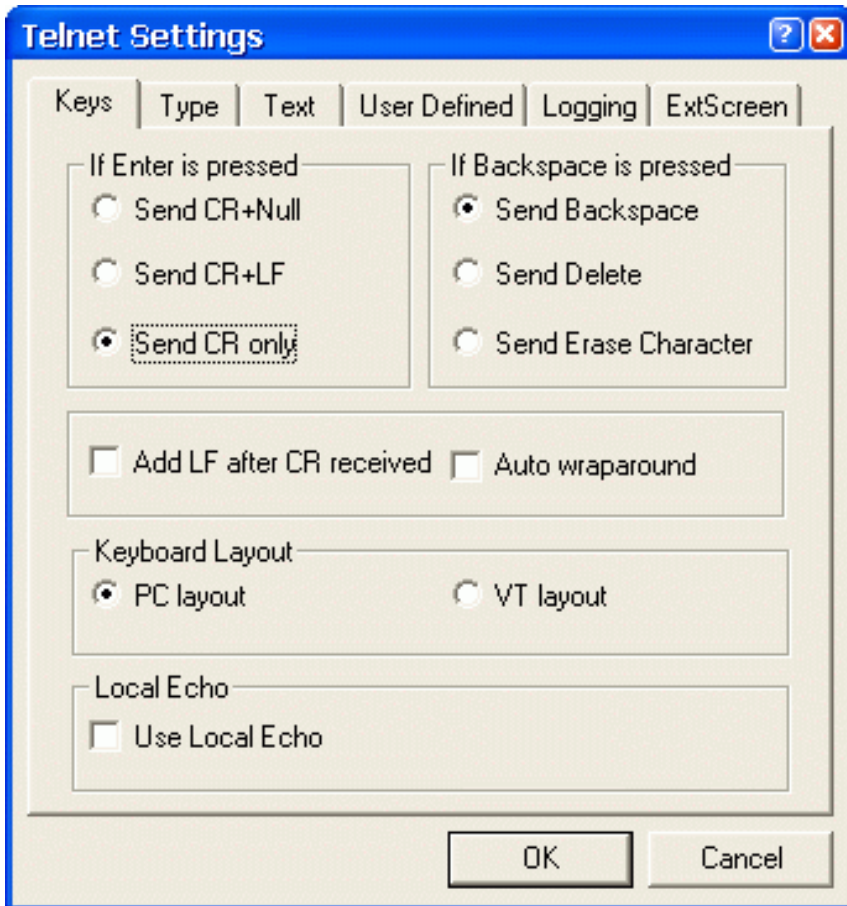 Telnet Settings
Keys Type Text User Defined Logging ExtScreen
If Enter is pressed
Send CR+Null
Send CR+LF
Send CR only
If Backspace is pressed
Send Backspace
Send Delete
Send Erase Character
Add LF after CR received Auto wraparound
Keyboard Layout
PC layout VT layout
Local Echo
Use Local Echo
OK Cancel